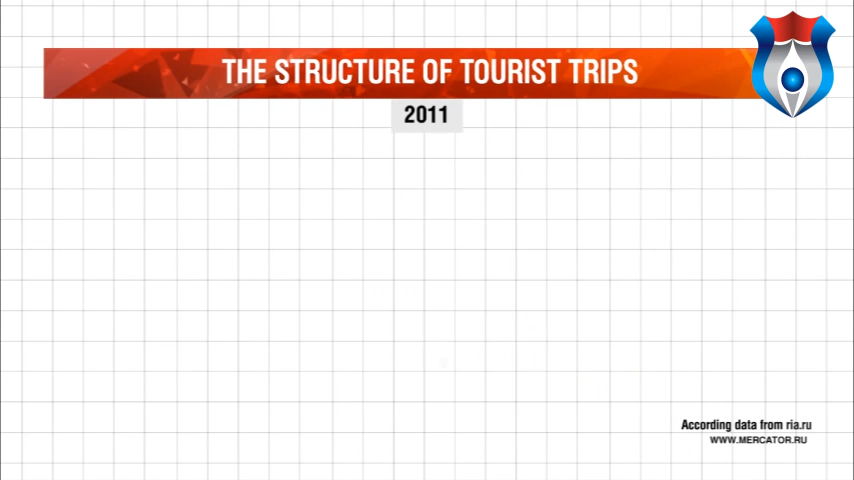 THE STRUCTURE OF TOURIST TRIPS
2011
According data from ria.ru
WWW.MERCATOR.RU